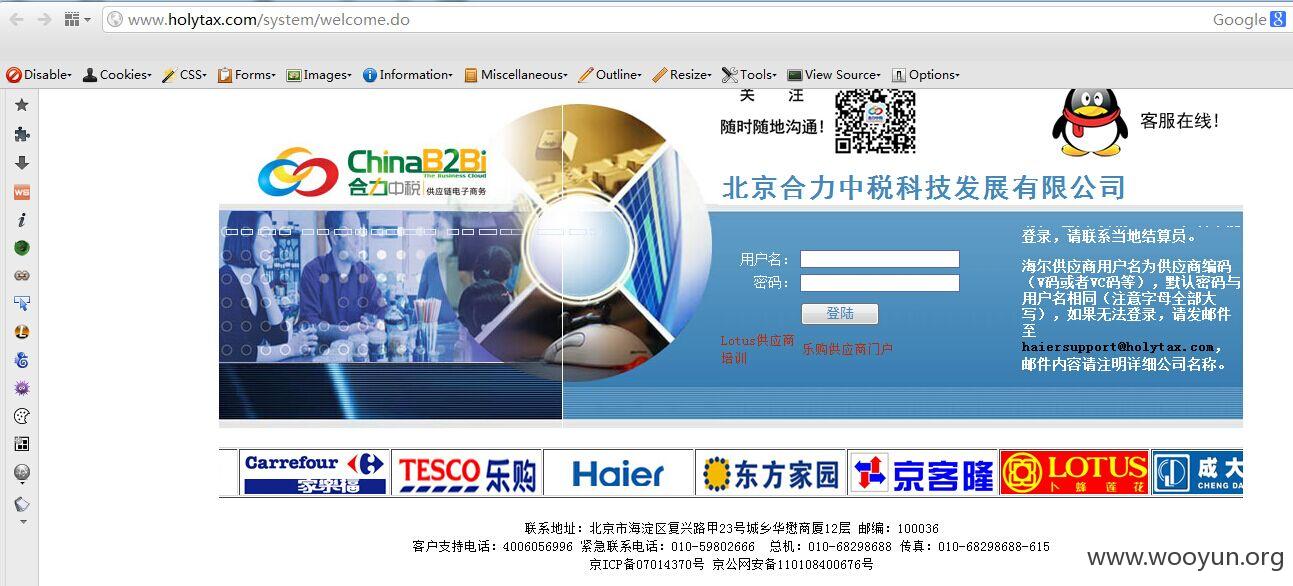 www.holytax.com/system/welcome.do
Google
Disable Cookies CSS Forms Images Information Miscellaneous Outline Resize Tools View Source Options
关 注
随时随地沟通！
客服在线！
ChinaB2Bi
The Business Cloud
合力中税 供应链电子商务
北京合力中税科技发展有限公司
用户名：
密码：
登陆
Lotus供应商培训
乐购供应商门户
登录，请联系当地结算员。
海尔供应商用户名为供应商编码
（V码或者VC码等），默认密码与
用户名相同（注意字母全部大
写），如果无法登录，请发邮件
至
haiersupport@holytax.com，
邮件内容请注明详细公司名称。
Carrefour 家樂福
TESCO 乐购
Haier
东方家园
京客隆
LOTUS 卜蜂莲花
成大
CHENG DA
联系地址：北京市海淀区复兴路甲23号城乡华懋商厦12层 邮编：100036
客户支持电话：4006056996 紧急联系电话：010-59802666 总机：010-68298688 传真：010-68298688-615
京ICP备07014370号 京公网安备110108400676号
www.wooyun.org